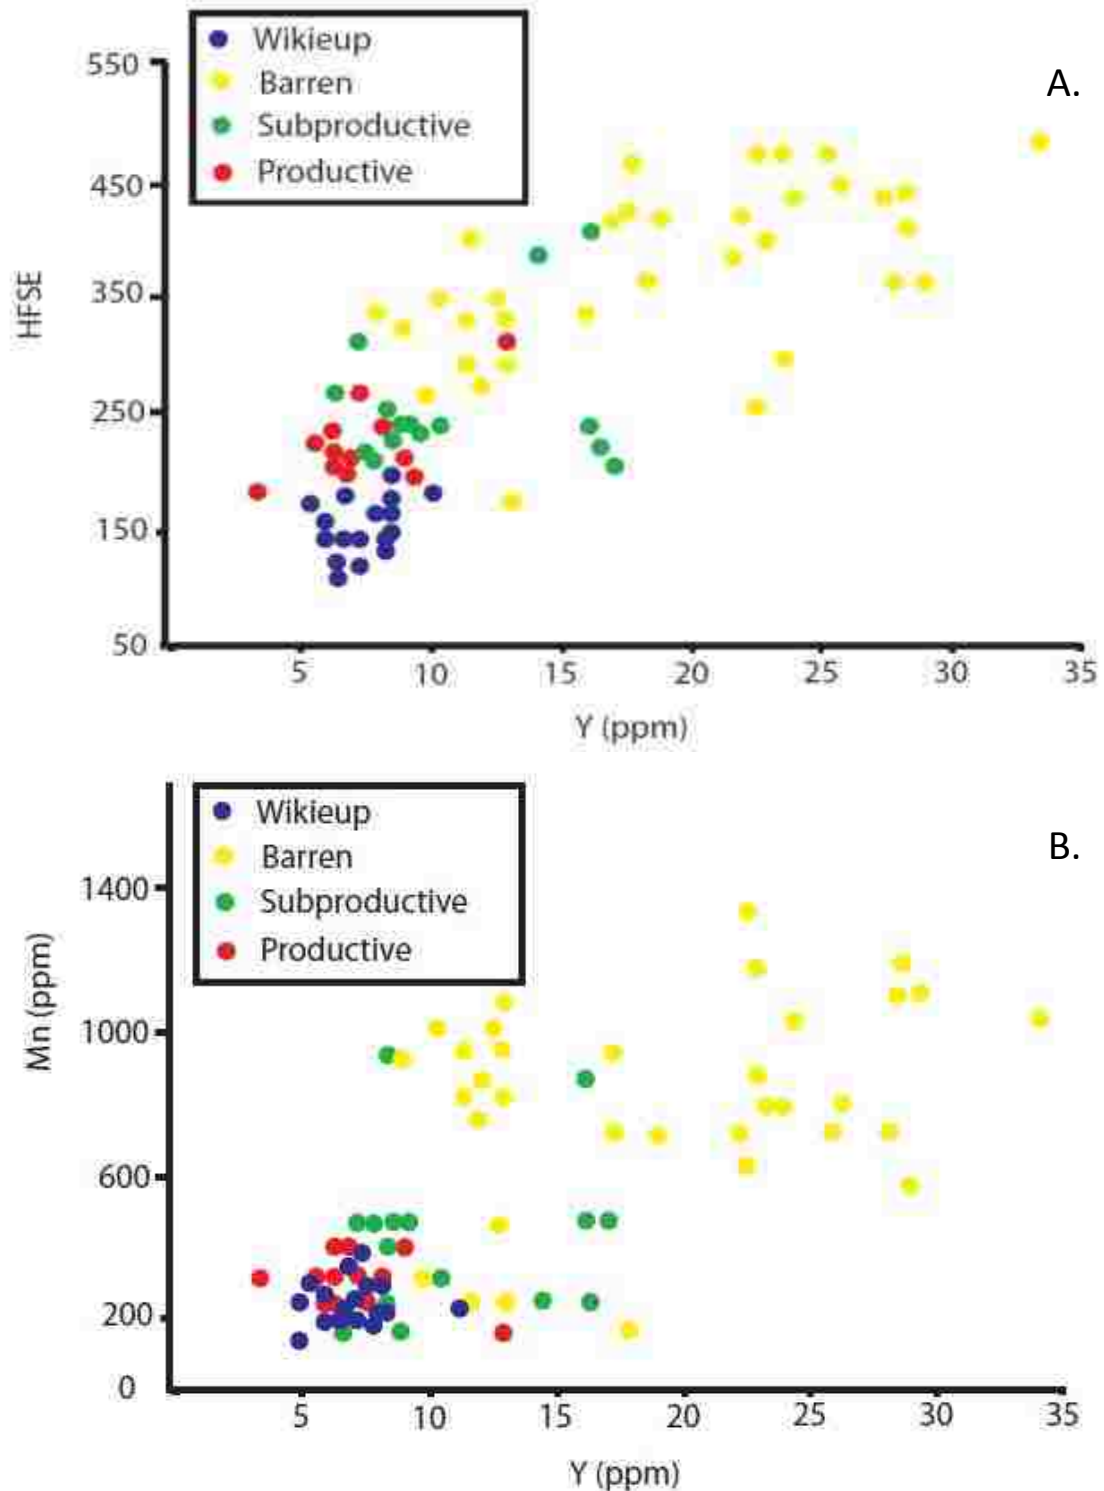 Wikieup
Barren
Subproductive
Productive
A.
550
450
350
250
150
50
HFSE
5 10 15 20 25 30 35
Y (ppm)
Wikieup
Barren
Subproductive
Productive
B.
1400
1000
600
200
0
Mn (ppm)
5 10 15 20 25 30 35
Y (ppm)